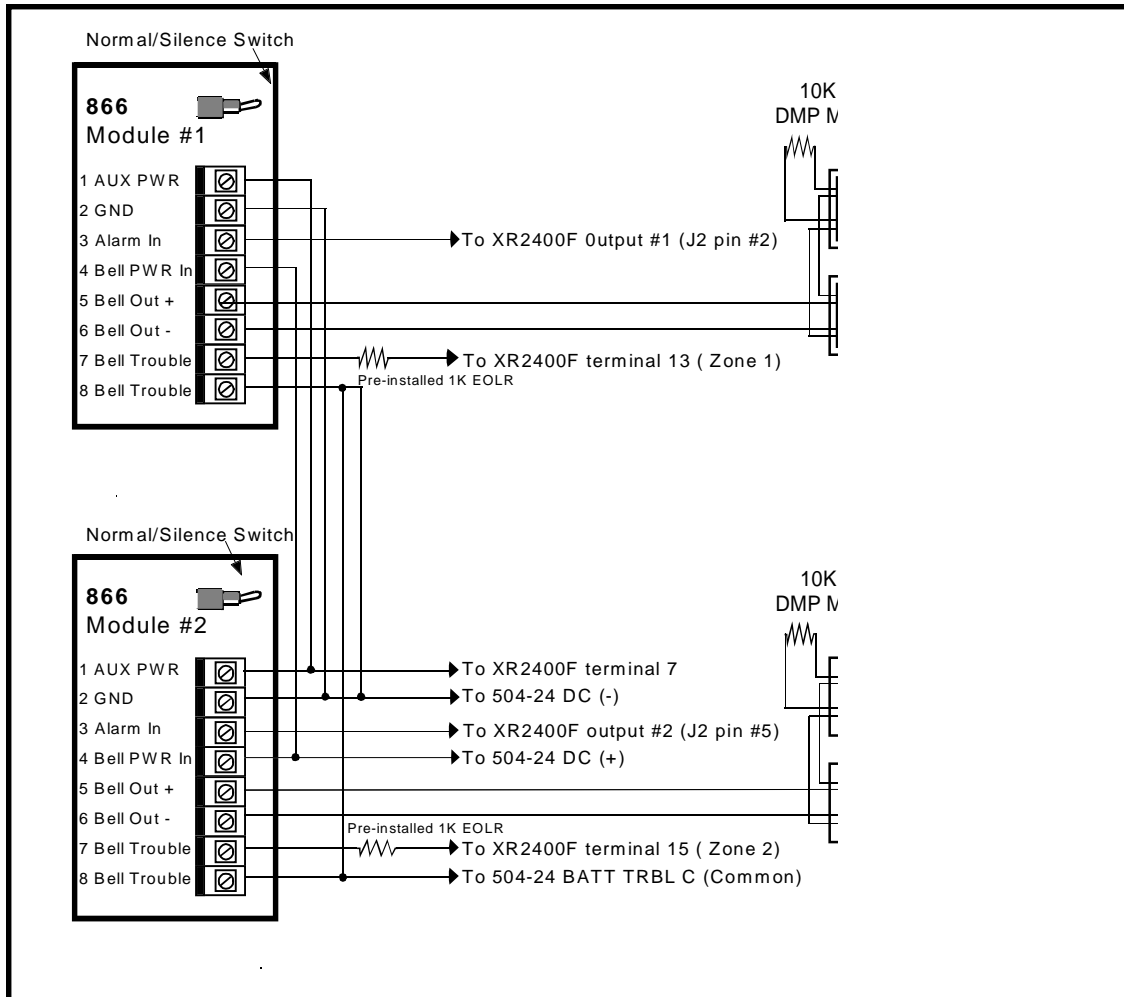 Normal/Silence Switch
866
Module #1
1 AUX PWR
2 GND
3 Alarm In
4 Bell PWR In
5 Bell Out +
6 Bell Out -
7 Bell Trouble
8 Bell Trouble
10K
DMP M
To XR2400F 0utput #1 (J2 pin #2)
To XR2400F terminal 13 ( Zone 1)
Pre-installed 1K EOLR
Normal/Silence Switch
866
Module #2
1 AUX PWR
2 GND
3 Alarm In
4 Bell PWR In
5 Bell Out +
6 Bell Out -
7 Bell Trouble
8 Bell Trouble
10K
DMP M
To XR2400F terminal 7
To 504-24 DC (-)
To XR2400F output #2 (J2 pin #5)
To 504-24 DC (+)
Pre-installed 1K EOLR
To XR2400F terminal 15 ( Zone 2)
To 504-24 BATT TRBL C (Common)